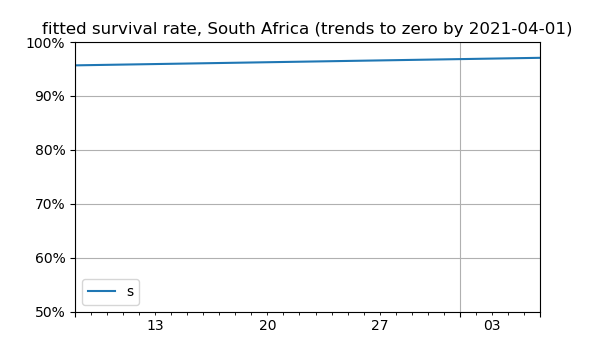 fitted survival rate, South Africa (trends to zero by 2021-04-01)
100%
90%
80%
70%
60%
50%
s
13 20 27 03